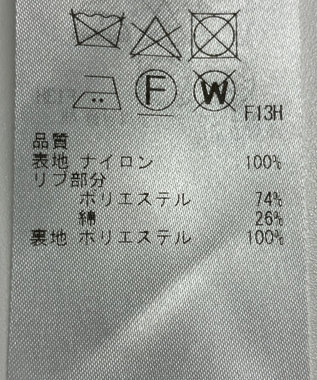 F W
F13H
品質
表地 ナイロン 100%
リブ部分
ポリエステル 74%
綿 26%
裏地 ポリエステル 100%